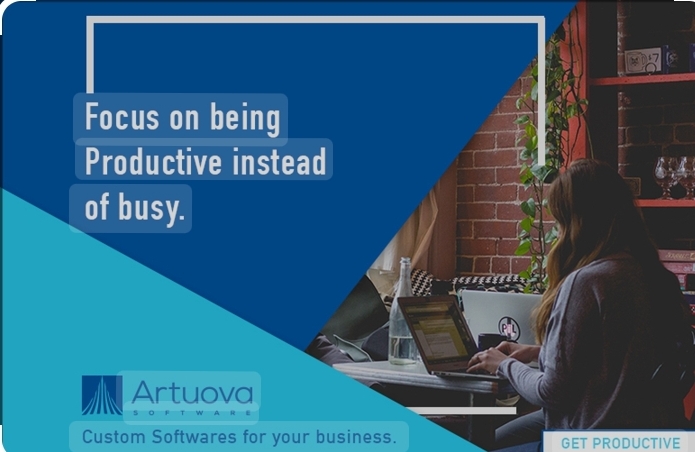 Focus on being
Productive instead
of busy.
Artuova
SOFTWARE
Custom Softwares for your business.
GET PRODUCTIVE